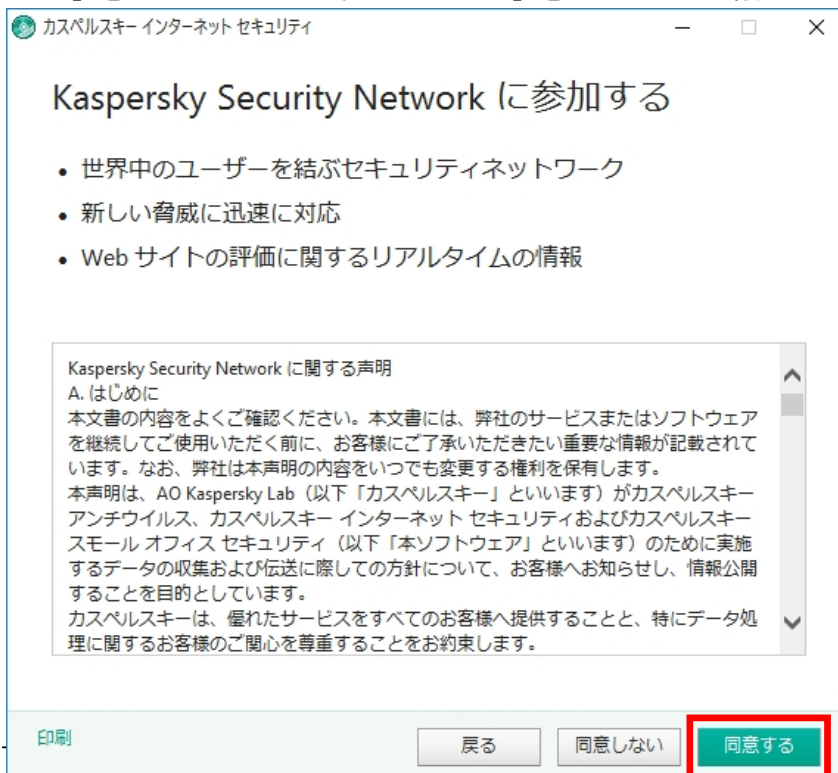 カスペルスキー インターネット セキュリティ
Kaspersky Security Network に参加する
• 世界中のユーザーを結ぶセキュリティネットワーク
• 新しい脅威に迅速に対応
• Web サイトの評価に関するリアルタイムの情報
Kaspersky Security Network に関する声明
A. はじめに
本文書の内容をよくご確認ください。本文書には、弊社のサービスまたはソフトウェア
を継続してご使用いただく前に、お客様にご了承いただきたい重要な情報が記載されて
います。なお、弊社は本声明の内容をいつでも変更する権利を保有します。
本声明は、AO Kaspersky Lab（以下「カスペルスキー」といいます）がカスペルスキー
アンチウイルス、カスペルスキー インターネット セキュリティおよびカスペルスキー
スモール オフィス セキュリティ（以下「本ソフトウェア」といいます）のために実施
するデータの収集および伝送に際しての方針について、お客様へお知らせし、情報公開
することを目的としています。
カスペルスキーは、優れたサービスをすべてのお客様へ提供することと、特にデータ処
理に関するお客様のご関心を尊重することをお約束します。
印刷
戻る
同意しない
同意する